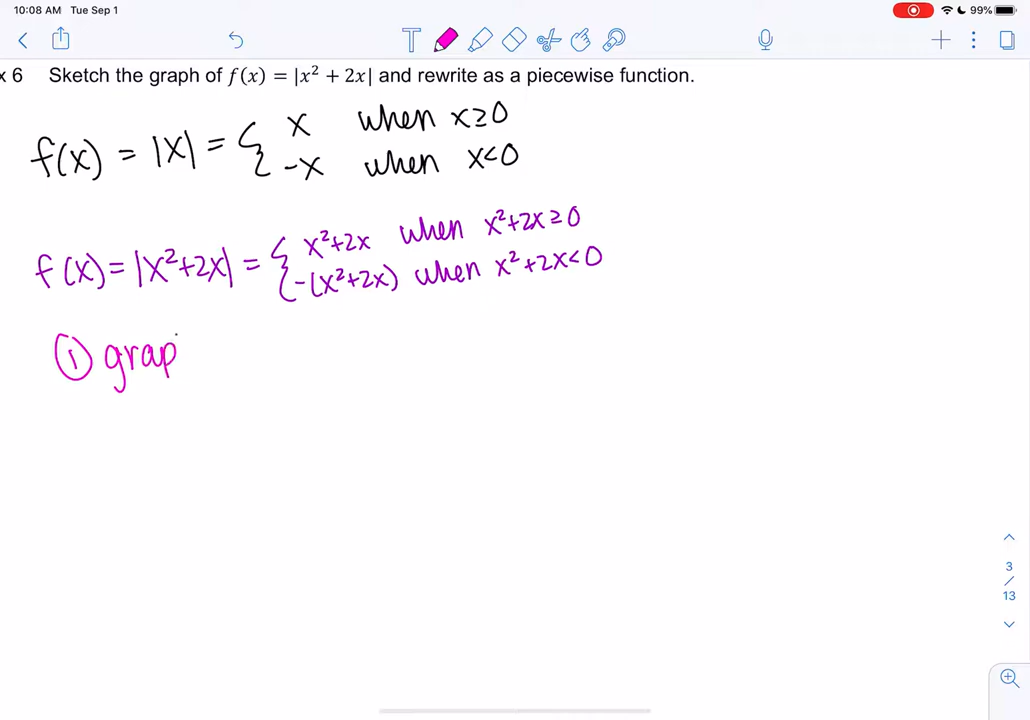 10:08 AM Tue Sep 1
99%
x 6 Sketch the graph of f(x) = |x² + 2x| and rewrite as a piecewise function.
f(x) = |x| = { x when x≥0
-x when x<0
f(x) = |x²+2x| = { x²+2x when x²+2x≥0
-(x²+2x) when x²+2x<0
① grap
3
/
13